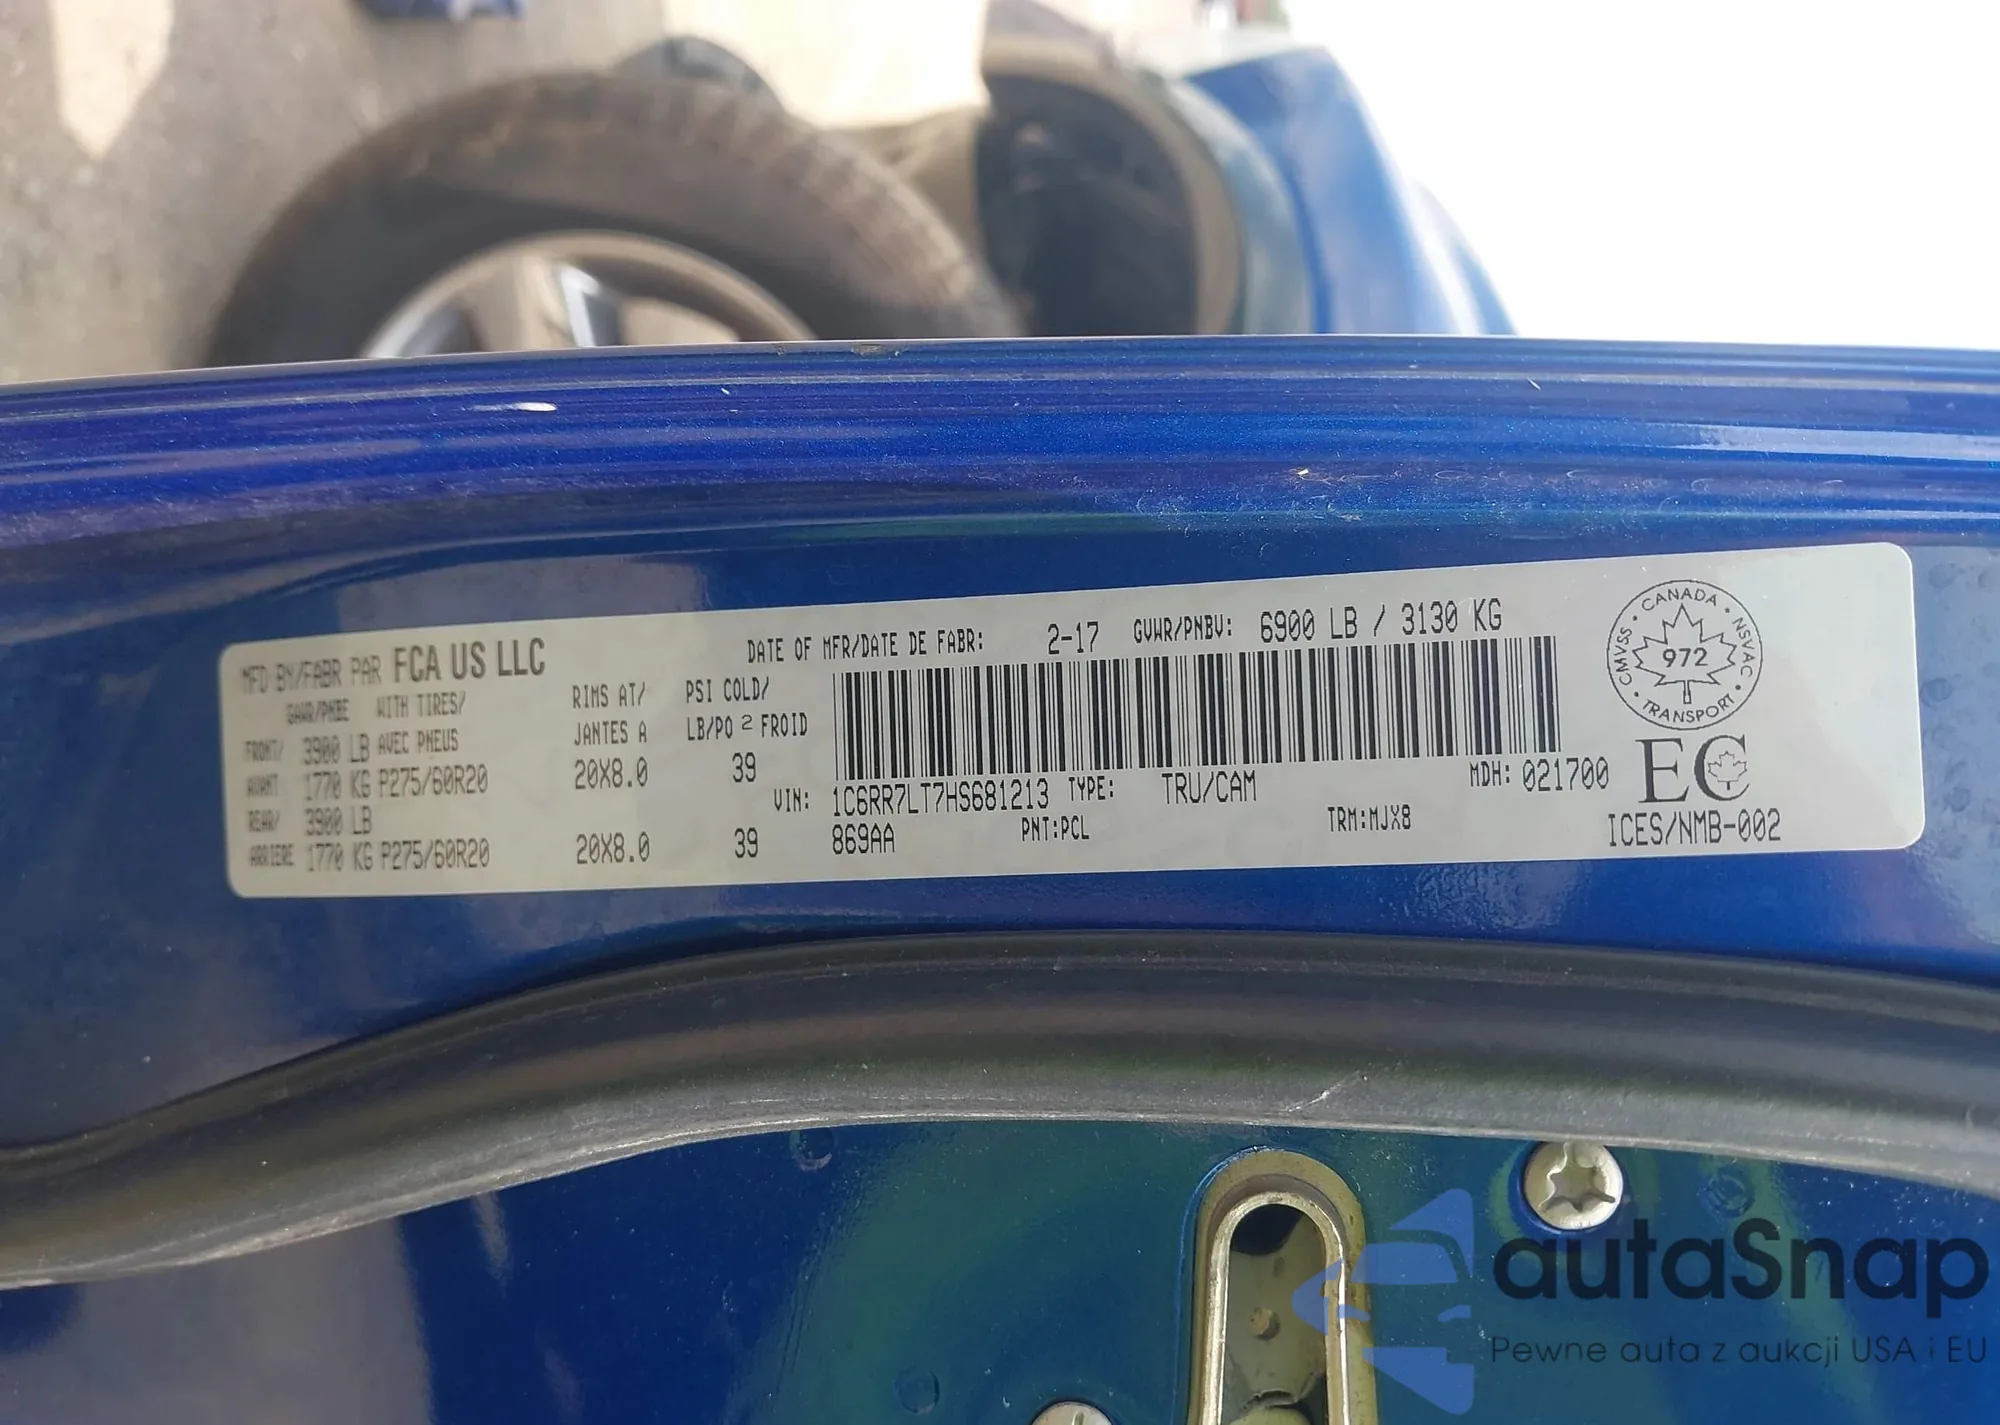 MFD BY/FABR PAR FCA US LLC
DATE OF MFR/DATE DE FABR: 2-17 GVWR/PNBV: 6900 LB / 3130 KG
GAWR/PNBE WITH TIRES/ RIMS AT/ PSI COLD/
AVEC PNEUS JANTES A LB/PO 2 FROID
FRONT/ 3900 LB
AVANT 1770 KG P275/60R20 20X8.0 39
REAR/ 3900 LB
ARRIERE 1770 KG P275/60R20 20X8.0 39
VIN: 1C6RR7LT7HS681213 TYPE: TRU/CAM MDH: 021700
869AA PNT:PCL TRM:MJX8
CANADA
CMVSS 972 NSVAC
TRANSPORT
EC
ICES/NMB-002
autaSnap
Pewne auta z aukcji USA i EU